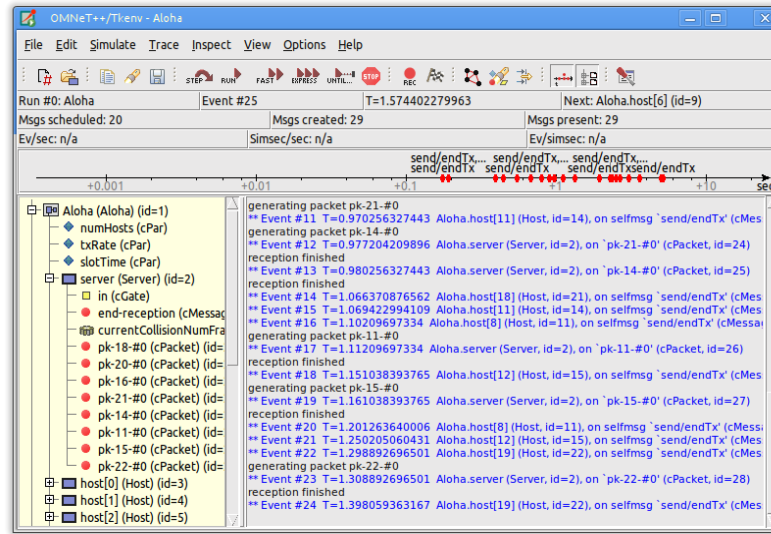 OMNeT++/Tkenv - Aloha
File Edit Simulate Trace Inspect View Options Help
STEP RUN FAST EXPRESS UNTIL... STOP REC
Run #0: Aloha Event #25 T=1.574402279963 Next: Aloha.host[6] (id=9)
Msgs scheduled: 20 Msgs created: 29 Msgs present: 29
Ev/sec: n/a Simsec/sec: n/a Ev/simsec: n/a
send/endTx,... send/endTx,... send/endTx,...
send/endTx send/endTx send/endTxsend/endTx
+0.001 +0.01 +0.1 +1 +10 sec
Aloha (Aloha) (id=1)
numHosts (cPar)
txRate (cPar)
slotTime (cPar)
server (Server) (id=2)
in (cGate)
end-reception (cMessag
currentCollisionNumFra
pk-18-#0 (cPacket) (id=
pk-20-#0 (cPacket) (id=
pk-16-#0 (cPacket) (id=
pk-21-#0 (cPacket) (id=
pk-14-#0 (cPacket) (id=
pk-11-#0 (cPacket) (id=
pk-15-#0 (cPacket) (id=
pk-22-#0 (cPacket) (id=
host[0] (Host) (id=3)
host[1] (Host) (id=4)
host[2] (Host) (id=5)
generating packet pk-21-#0
** Event #11 T=0.970256327443 Aloha.host[11] (Host, id=14), on selfmsg `send/endTx' (cMes
generating packet pk-14-#0
** Event #12 T=0.977204209896 Aloha.server (Server, id=2), on `pk-21-#0' (cPacket, id=24)
reception finished
** Event #13 T=0.980256327443 Aloha.server (Server, id=2), on `pk-14-#0' (cPacket, id=25)
reception finished
** Event #14 T=1.066370876562 Aloha.host[18] (Host, id=21), on selfmsg `send/endTx' (cMes
** Event #15 T=1.069422994109 Aloha.host[11] (Host, id=14), on selfmsg `send/endTx' (cMes
** Event #16 T=1.10209697334 Aloha.host[8] (Host, id=11), on selfmsg `send/endTx' (cMessa
generating packet pk-11-#0
** Event #17 T=1.11209697334 Aloha.server (Server, id=2), on `pk-11-#0' (cPacket, id=26)
reception finished
** Event #18 T=1.151038393765 Aloha.host[12] (Host, id=15), on selfmsg `send/endTx' (cMes
generating packet pk-15-#0
** Event #19 T=1.161038393765 Aloha.server (Server, id=2), on `pk-15-#0' (cPacket, id=27)
reception finished
** Event #20 T=1.201263640006 Aloha.host[8] (Host, id=11), on selfmsg `send/endTx' (cMessa
** Event #21 T=1.250205060431 Aloha.host[12] (Host, id=15), on selfmsg `send/endTx' (cMes
** Event #22 T=1.298892696501 Aloha.host[19] (Host, id=22), on selfmsg `send/endTx' (cMes
generating packet pk-22-#0
** Event #23 T=1.308892696501 Aloha.server (Server, id=2), on `pk-22-#0' (cPacket, id=28)
reception finished
** Event #24 T=1.398059363167 Aloha.host[19] (Host, id=22), on selfmsg `send/endTx' (cMes